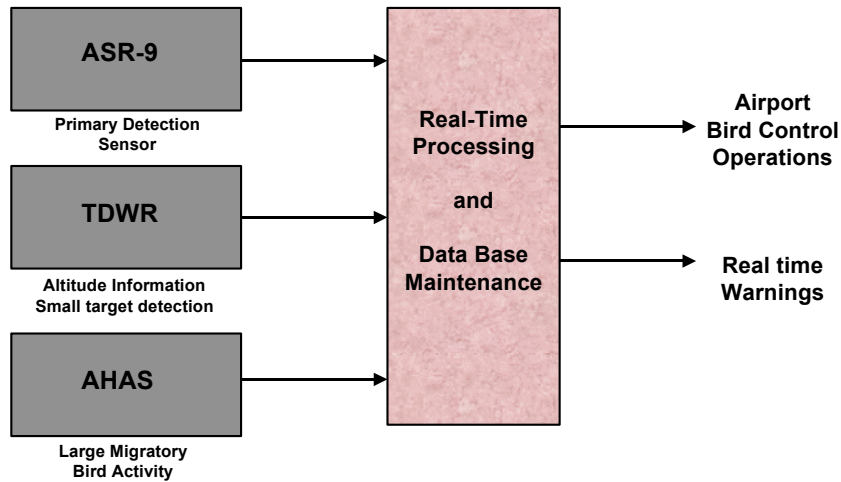 ASR-9
Primary Detection
Sensor
TDWR
Altitude Information
Small target detection
AHAS
Large Migratory
Bird Activity
Real-Time
Processing
and
Data Base
Maintenance
Airport
Bird Control
Operations
Real time
Warnings